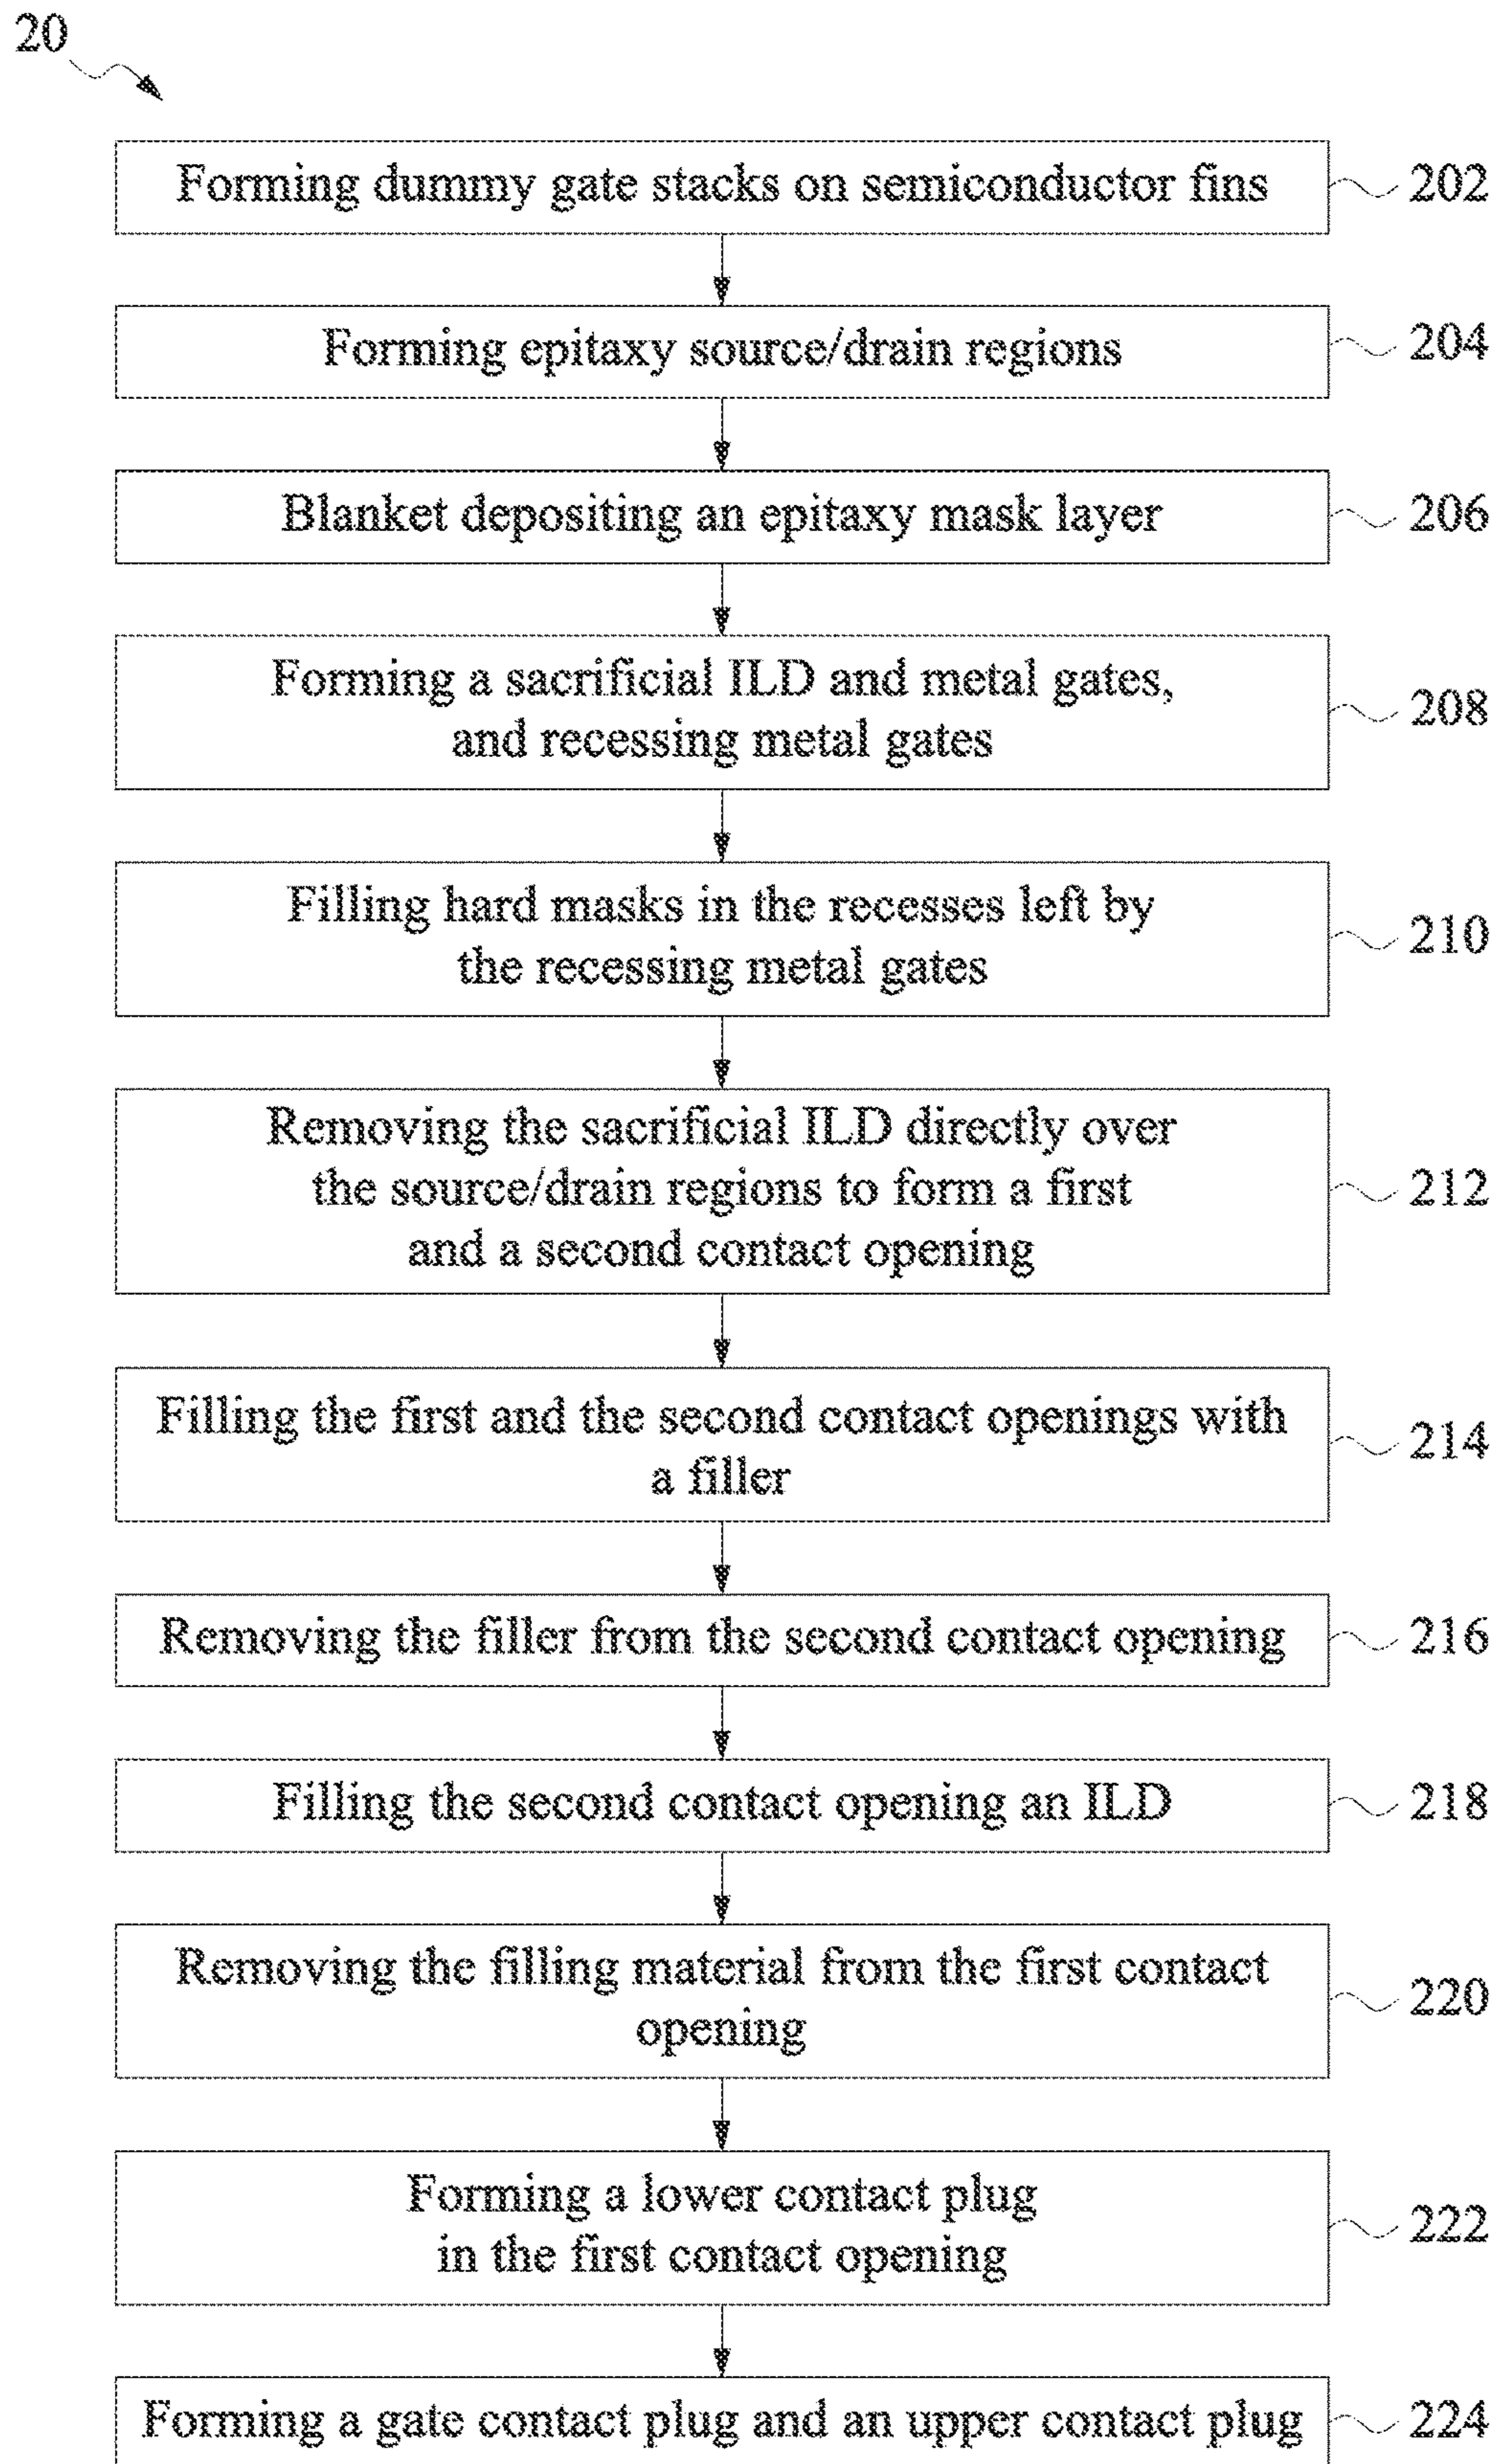 20
Forming dummy gate stacks on semiconductor fins 202
Forming epitaxy source/drain regions 204
Blanket depositing an epitaxy mask layer 206
Forming a sacrificial ILD and metal gates,
and recessing metal gates
208
Filling hard masks in the recesses left by
the recessing metal gates
210
Removing the sacrificial ILD directly over
the source/drain regions to form a first
and a second contact opening
212
Filling the first and the second contact openings with
a filler
214
Removing the filler from the second contact opening 216
Filling the second contact opening an ILD 218
Removing the filling material from the first contact
opening
220
Forming a lower contact plug
in the first contact opening
222
Forming a gate contact plug and an upper contact plug 224